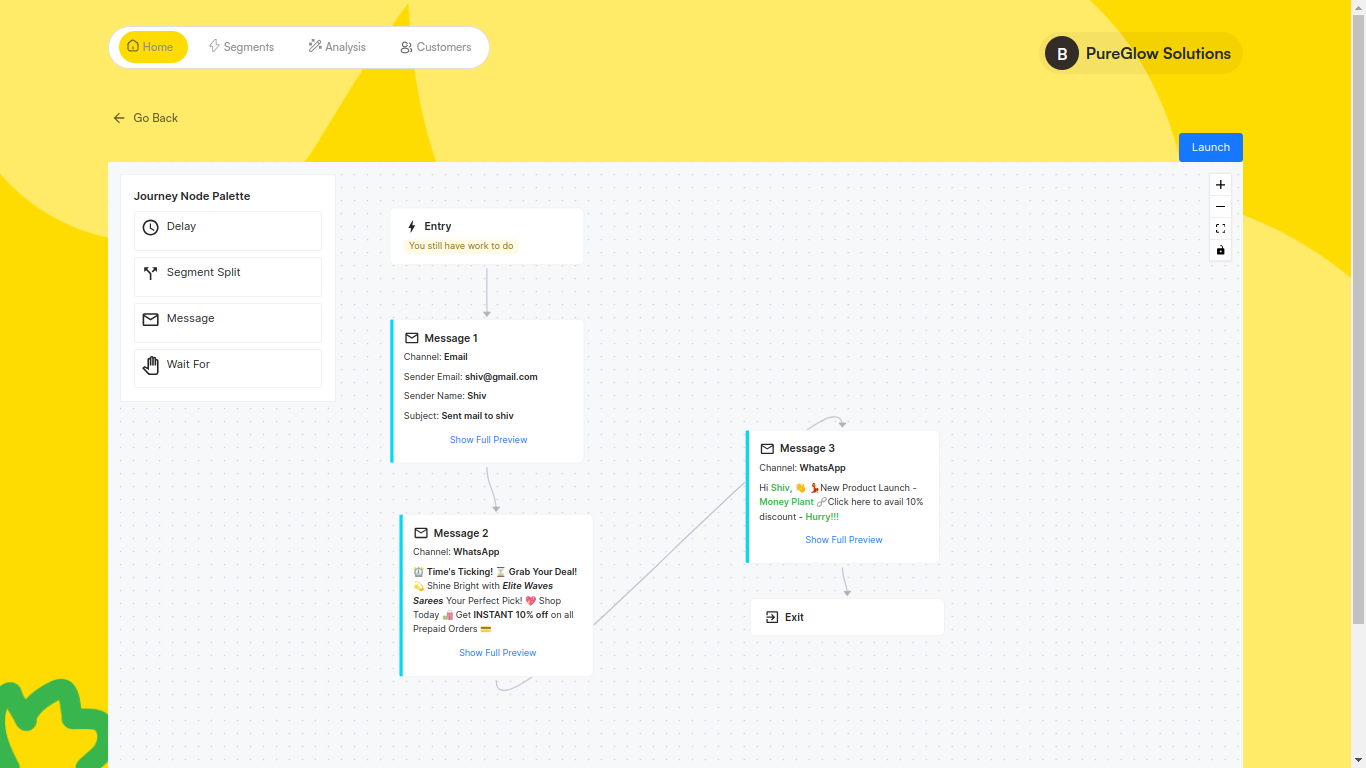 Home
Segments
Analysis
Customers
B
PureGlow Solutions
Go Back
Launch
Journey Node Palette
Delay
Segment Split
Message
Wait For
Entry
You still have work to do
Message 1
Channel: Email
Sender Email: shiv@gmail.com
Sender Name: Shiv
Subject: Sent mail to shiv
Show Full Preview
Message 2
Channel: WhatsApp
⏰ Time's Ticking! ⏳ Grab Your Deal!
💫 Shine Bright with Elite Waves
Sarees Your Perfect Pick! 💖 Shop
Today 🛍️ Get INSTANT 10% off on all
Prepaid Orders 💳
Show Full Preview
Message 3
Channel: WhatsApp
Hi Shiv, 👋 💃New Product Launch -
Money Plant 🔗Click here to avail 10%
discount - Hurry!!!
Show Full Preview
Exit